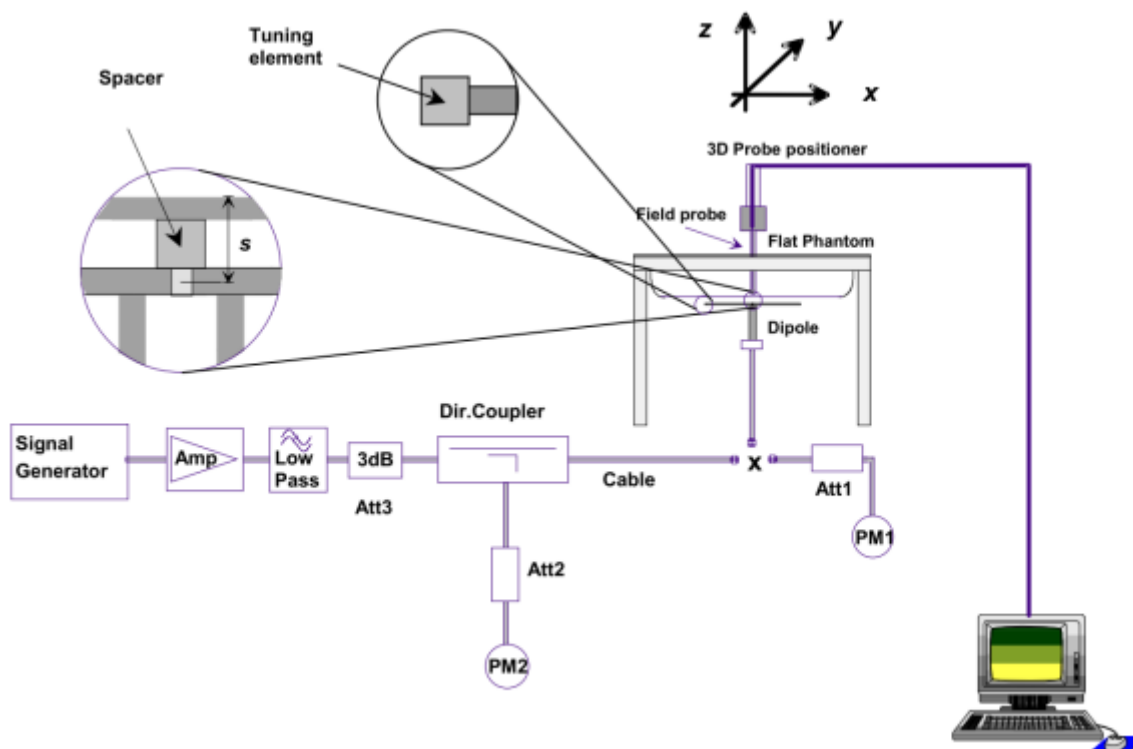 Tuning
element
Spacer
z
y
x
3D Probe positioner
Field probe
Flat Phantom
s
Dipole
Dir.Coupler
Signal
Generator
Amp
Low
Pass
3dB
Att3
Cable
x
Att1
PM1
Att2
PM2